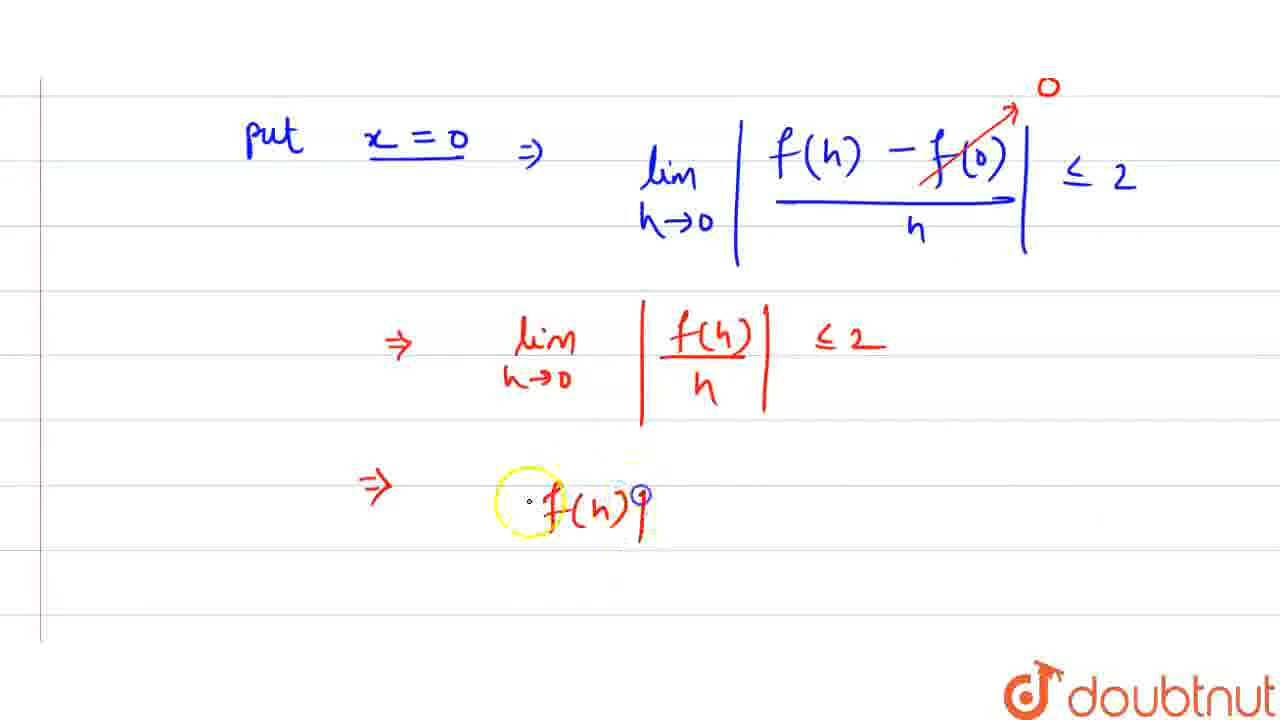 put x = 0 ⇒ lim h→0 | f(h) - f(0) / h | ≤ 2
0
⇒ lim h→0 | f(h) / h | ≤ 2
⇒ f(h)|
doubtnut